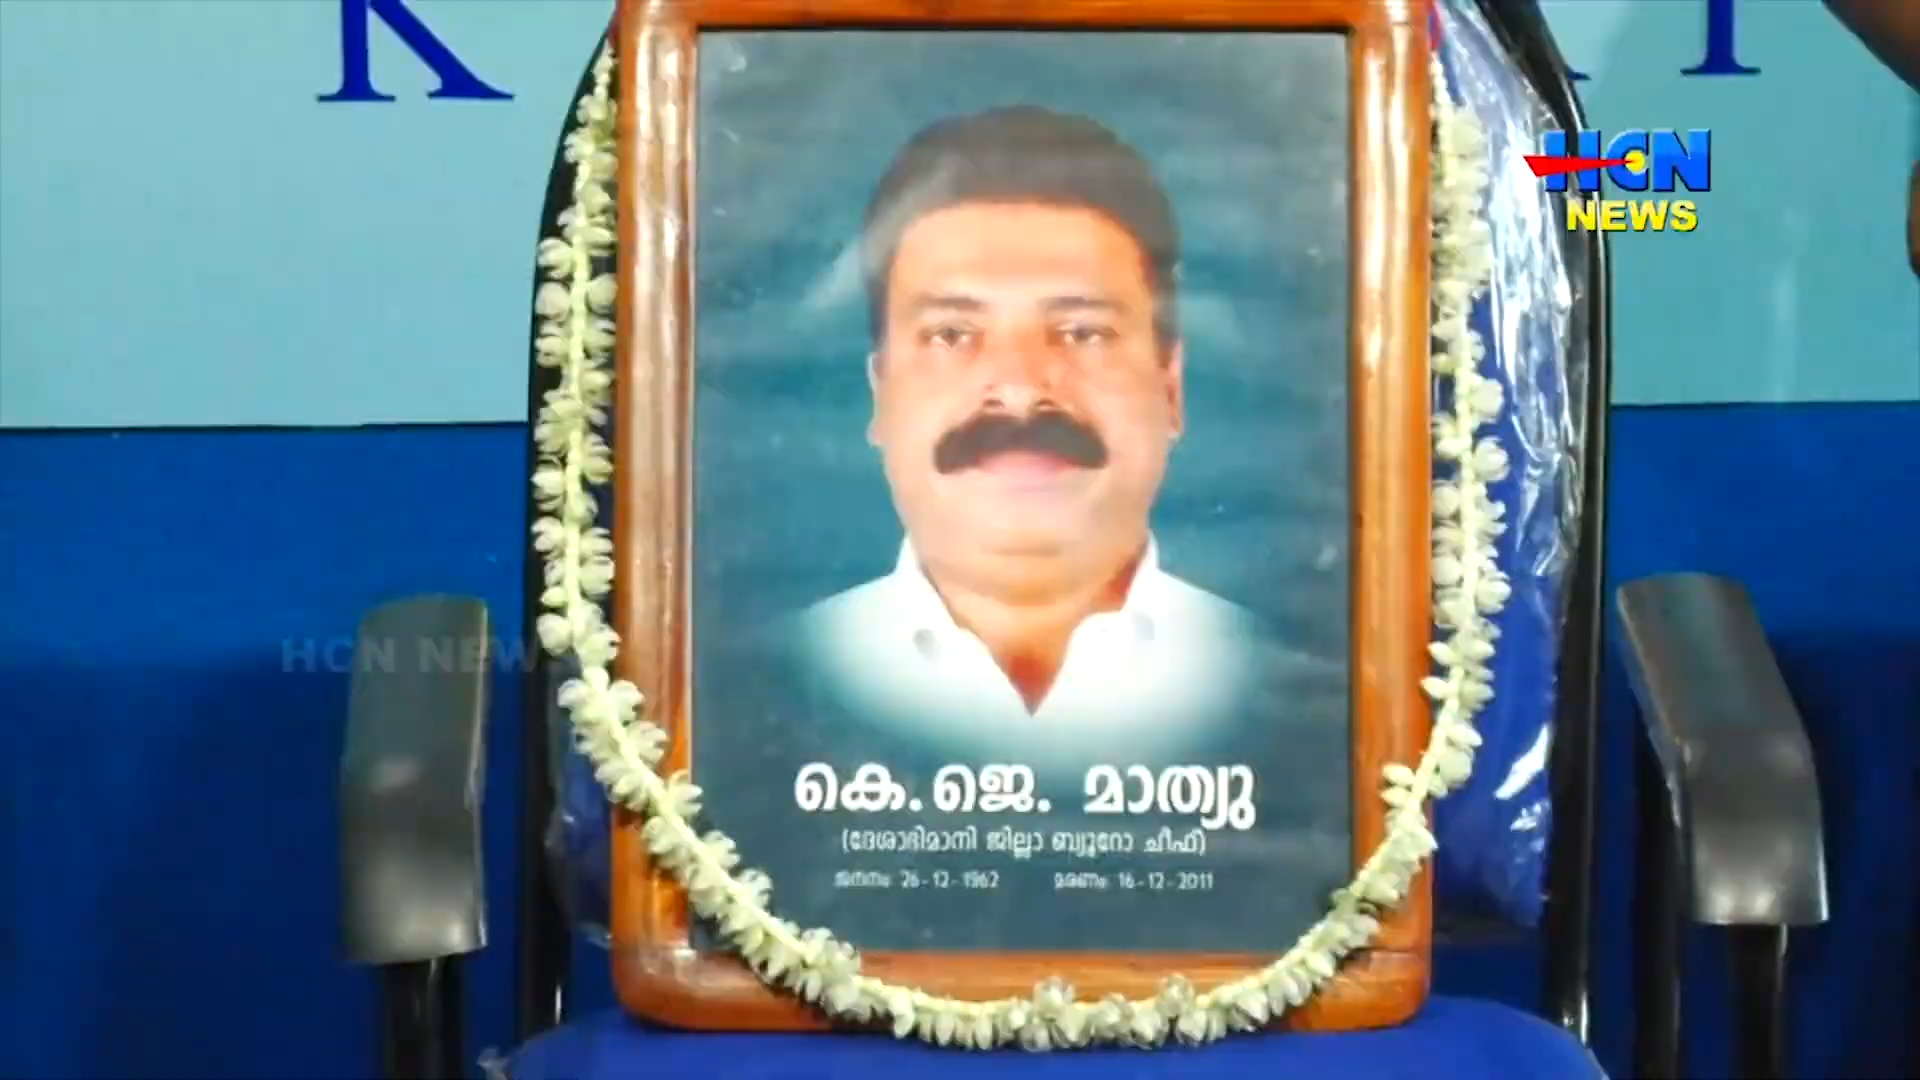 HCN
NEWS
HCN NEWS
കെ.ജെ. മാത്യു
(ദേശാഭിമാനി ജില്ലാ ബ്യൂറോ ചീഫ്)
ജനനം: 26-12-1962 മരണം: 16-12-2011